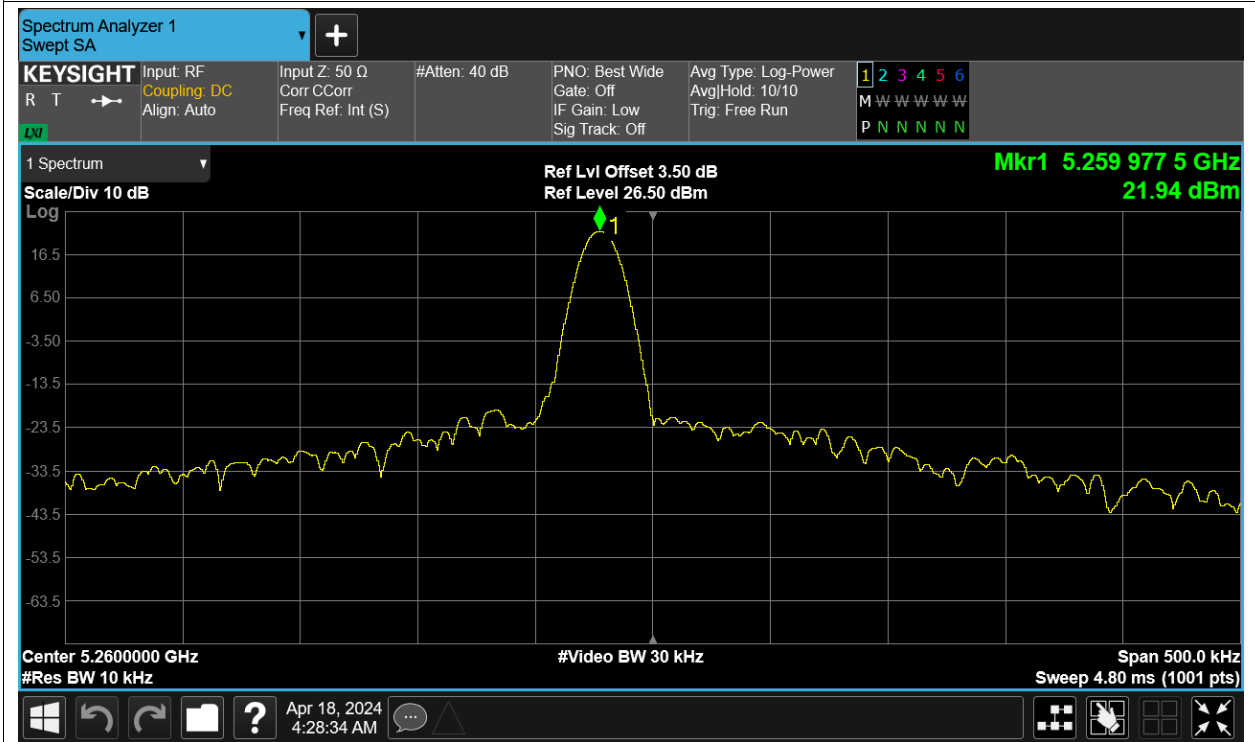 Spectrum Analyzer 1
Swept SA
KEYSIGHT
R T
LXI
Input: RF
Coupling: DC
Align: Auto
Input Z: 50 Ω
Corr CCorr
Freq Ref: Int (S)
#Atten: 40 dB
PNO: Best Wide
Gate: Off
IF Gain: Low
Sig Track: Off
Avg Type: Log-Power
Avg|Hold: 10/10
Trig: Free Run
1 2 3 4 5 6
M W W W W W
P N N N N N
1 Spectrum
Scale/Div 10 dB
Log
Ref Lvl Offset 3.50 dB
Ref Level 26.50 dBm
Mkr1 5.259 977 5 GHz
21.94 dBm
1
16.5
6.50
-3.50
-13.5
-23.5
-33.5
-43.5
-53.5
-63.5
Center 5.2600000 GHz
#Res BW 10 kHz
#Video BW 30 kHz
Span 500.0 kHz
Sweep 4.80 ms (1001 pts)
?
Apr 18, 2024
4:28:34 AM